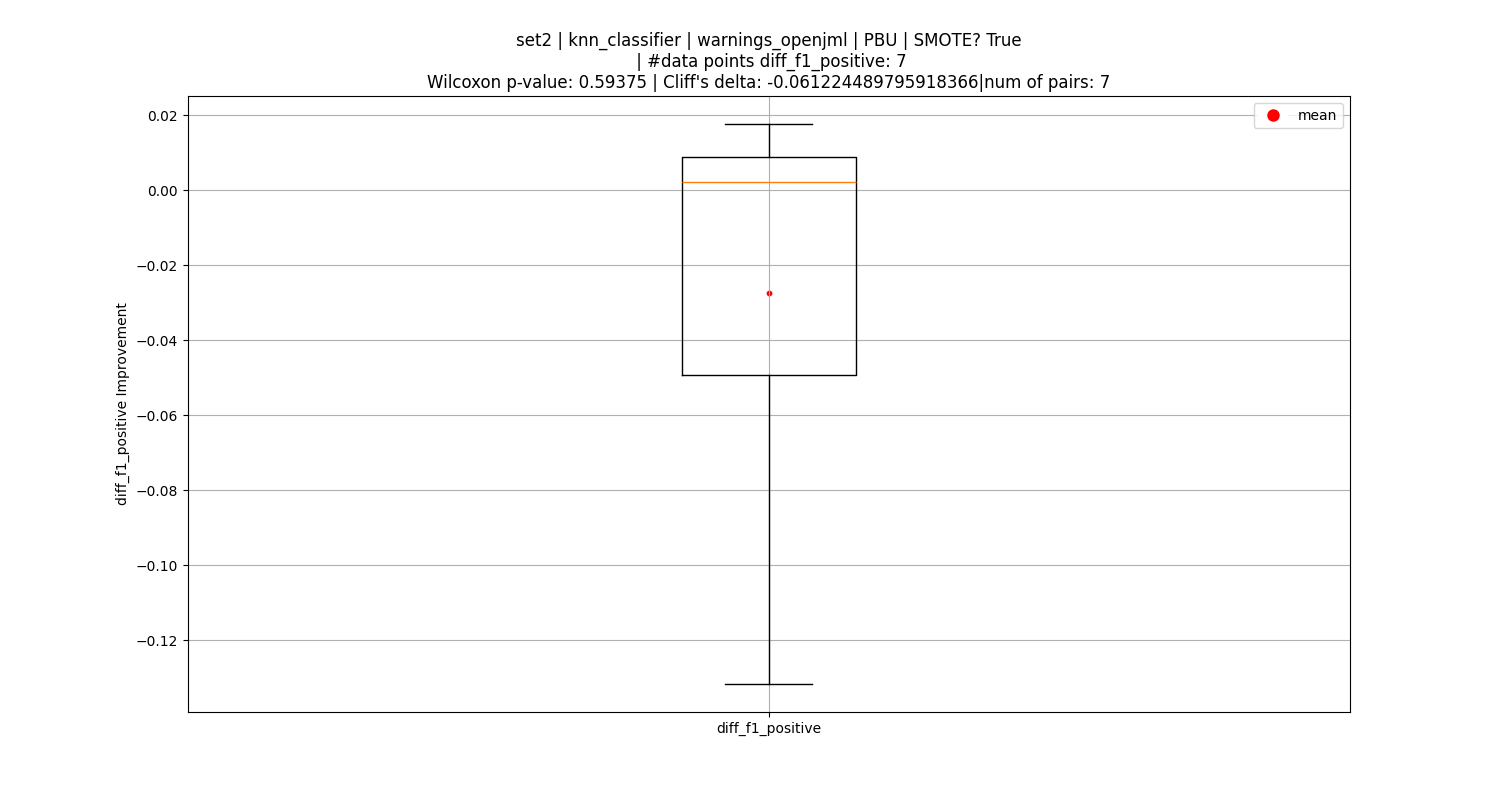 set2 | knn_classifier | warnings_openjml | PBU | SMOTE? True
| #data points diff_f1_positive: 7
Wilcoxon p-value: 0.59375 | Cliff's delta: -0.061224489795918366|num of pairs: 7
mean
0.02
0.00
−0.02
−0.04
−0.06
−0.08
−0.10
−0.12
diff_f1_positive Improvement
diff_f1_positive